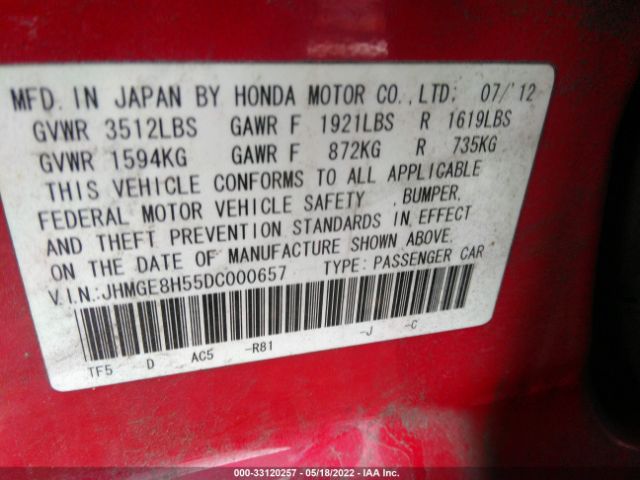 MFD. IN JAPAN BY HONDA MOTOR CO.,LTD; 07/'12
GVWR 3512LBS GAWR F 1921LBS R 1619LBS
GVWR 1594KG GAWR F 872KG R 735KG
THIS VEHICLE CONFORMS TO ALL APPLICABLE
FEDERAL MOTOR VEHICLE SAFETY ,BUMPER,
AND THEFT PREVENTION STANDARDS IN EFFECT
ON THE DATE OF MANUFACTURE SHOWN ABOVE.
V.I.N.:JHMGE8H55DC000657 TYPE: PASSENGER CAR
TF5 D AC5 -R81 -J -C
000-33120257 - 05/18/2022 - IAA Inc.